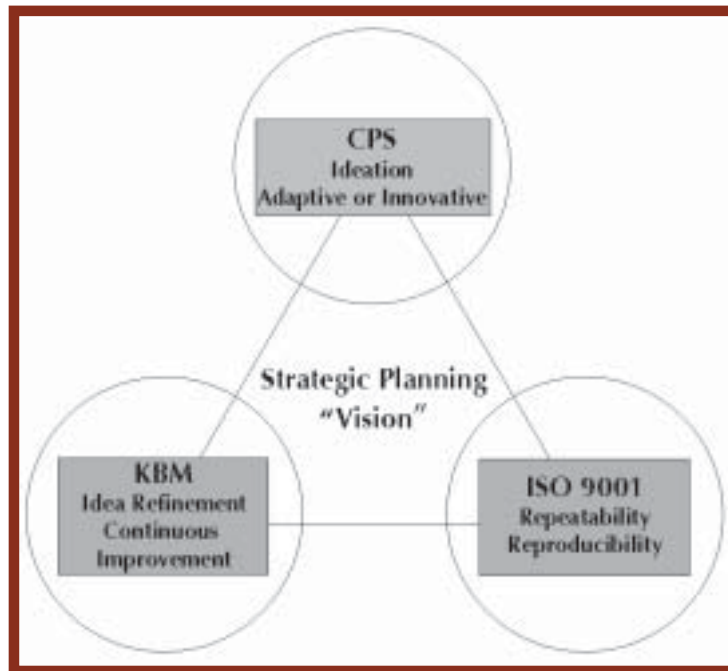 CPS
Ideation
Adaptive or Innovative
Strategic Planning
"Vision"
KBM
Idea Refinement
Continuous
Improvement
ISO 9001
Repeatability
Reproducibility